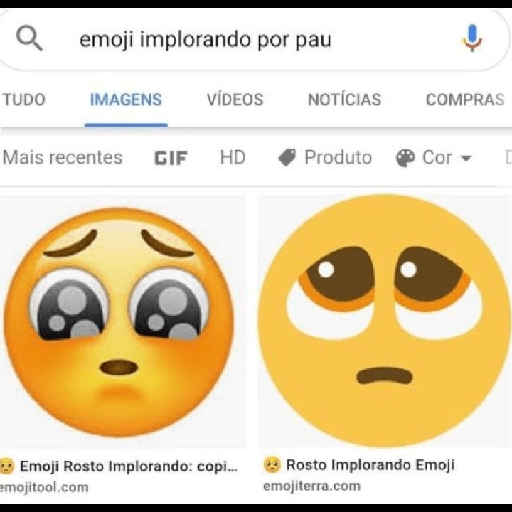 emoji implorando por pau
TUDO IMAGENS VÍDEOS NOTÍCIAS COMPRAS
Mais recentes GIF HD Produto Cor
🥺 Emoji Rosto Implorando: copi...
emojitool.com
🥺 Rosto Implorando Emoji
emojiterra.com